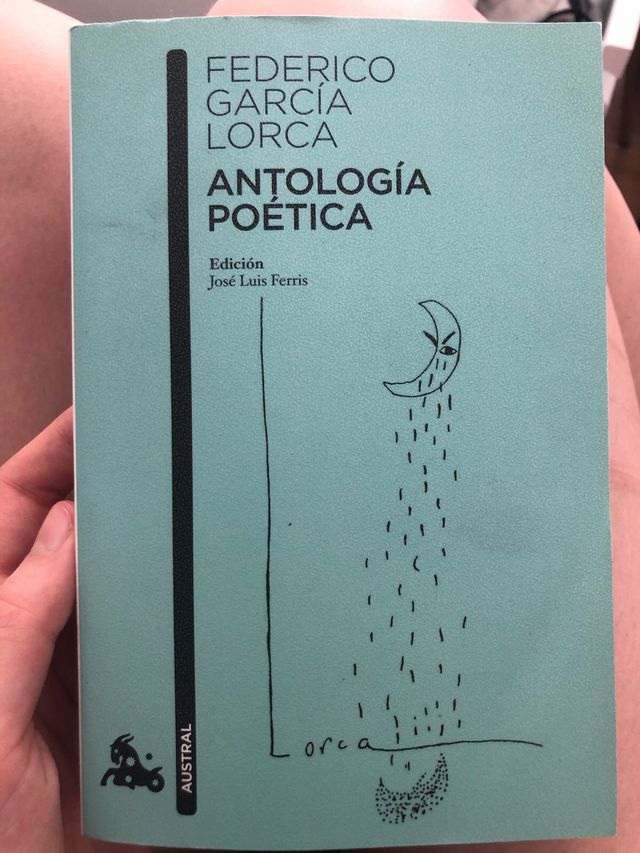 FEDERICO
GARCÍA
LORCA
ANTOLOGÍA
POÉTICA
Edición
José Luis Ferris
Lorca
AUSTRAL